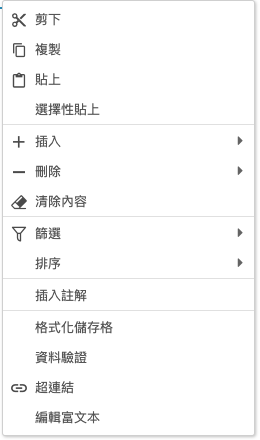 剪下
複製
貼上
選擇性貼上
插入
刪除
清除內容
篩選
排序
插入註解
格式化儲存格
資料驗證
超連結
編輯富文本